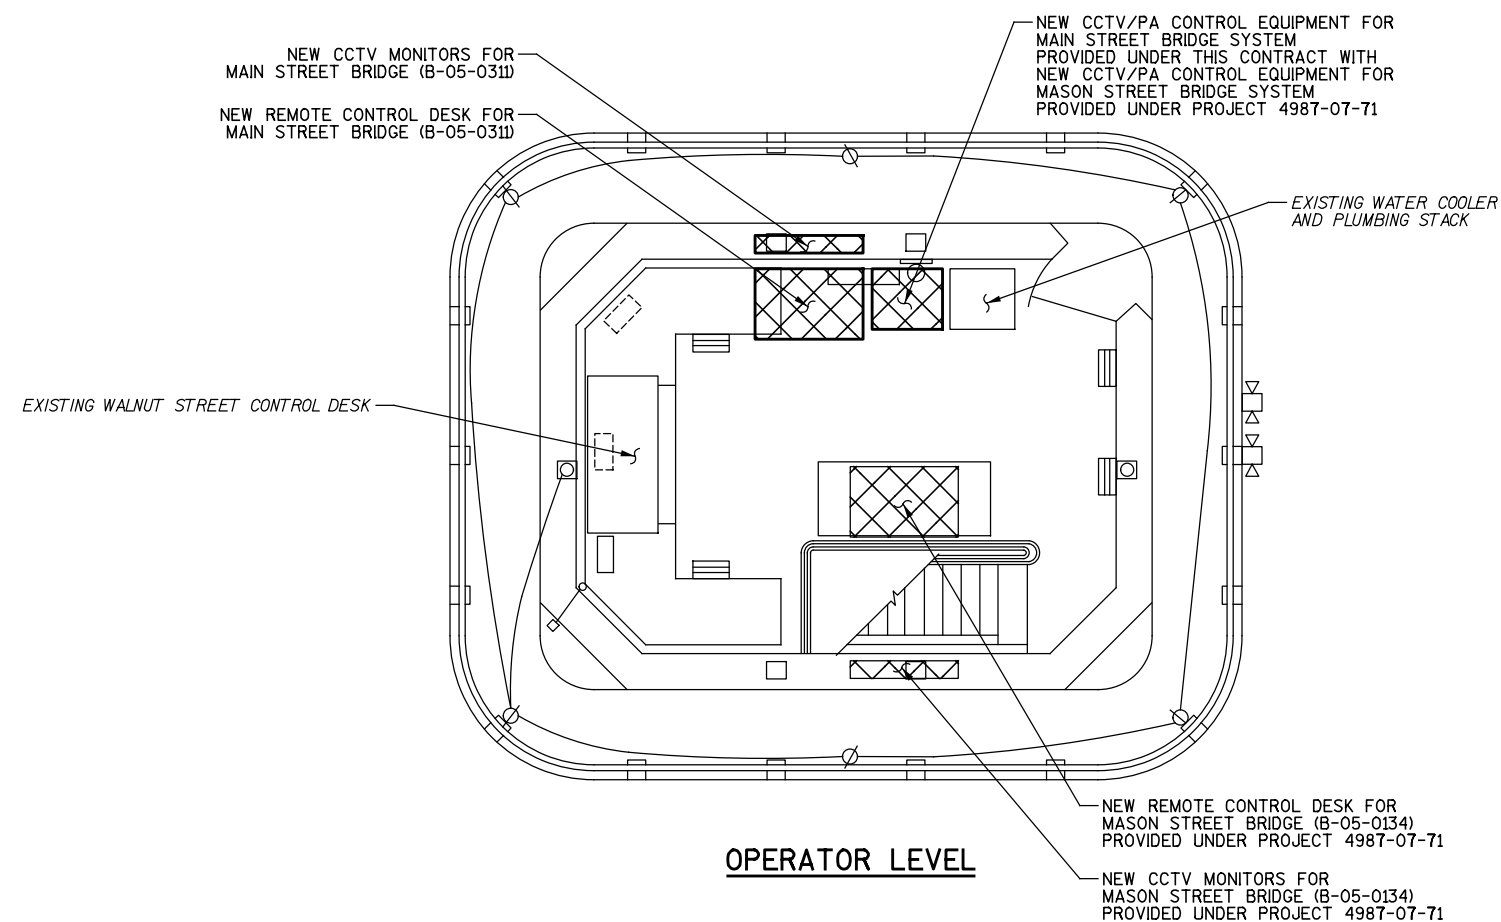 NEW CCTV MONITORS FOR
MAIN STREET BRIDGE (B-05-0311)
NEW REMOTE CONTROL DESK FOR
MAIN STREET BRIDGE (B-05-0311)
NEW CCTV/PA CONTROL EQUIPMENT FOR
MAIN STREET BRIDGE SYSTEM
PROVIDED UNDER THIS CONTRACT WITH
NEW CCTV/PA CONTROL EQUIPMENT FOR
MASON STREET BRIDGE SYSTEM
PROVIDED UNDER PROJECT 4987-07-71
EXISTING WATER COOLER
AND PLUMBING STACK
EXISTING WALNUT STREET CONTROL DESK
NEW REMOTE CONTROL DESK FOR
MASON STREET BRIDGE (B-05-0134)
PROVIDED UNDER PROJECT 4987-07-71
OPERATOR LEVEL
NEW CCTV MONITORS FOR
MASON STREET BRIDGE (B-05-0134)
PROVIDED UNDER PROJECT 4987-07-71